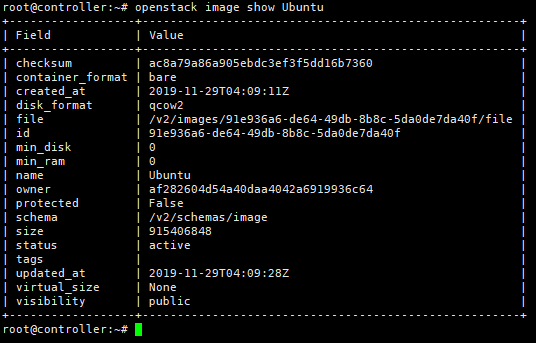 root@controller:~# openstack image show Ubuntu
+------------------+------------------------------------------------------+
| Field            | Value                                                |
+------------------+------------------------------------------------------+
| checksum         | ac8a79a86a905ebdc3ef3f5dd16b7360                     |
| container_format | bare                                                 |
| created_at       | 2019-11-29T04:09:11Z                                 |
| disk_format      | qcow2                                                |
| file             | /v2/images/91e936a6-de64-49db-8b8c-5da0de7da40f/file |
| id               | 91e936a6-de64-49db-8b8c-5da0de7da40f                 |
| min_disk         | 0                                                    |
| min_ram          | 0                                                    |
| name             | Ubuntu                                               |
| owner            | af282604d54a40daa4042a6919936c64                     |
| protected        | False                                                |
| schema           | /v2/schemas/image                                    |
| size             | 915406848                                            |
| status           | active                                               |
| tags             |                                                      |
| updated_at       | 2019-11-29T04:09:28Z                                 |
| virtual_size     | None                                                 |
| visibility       | public                                               |
+------------------+------------------------------------------------------+
root@controller:~#